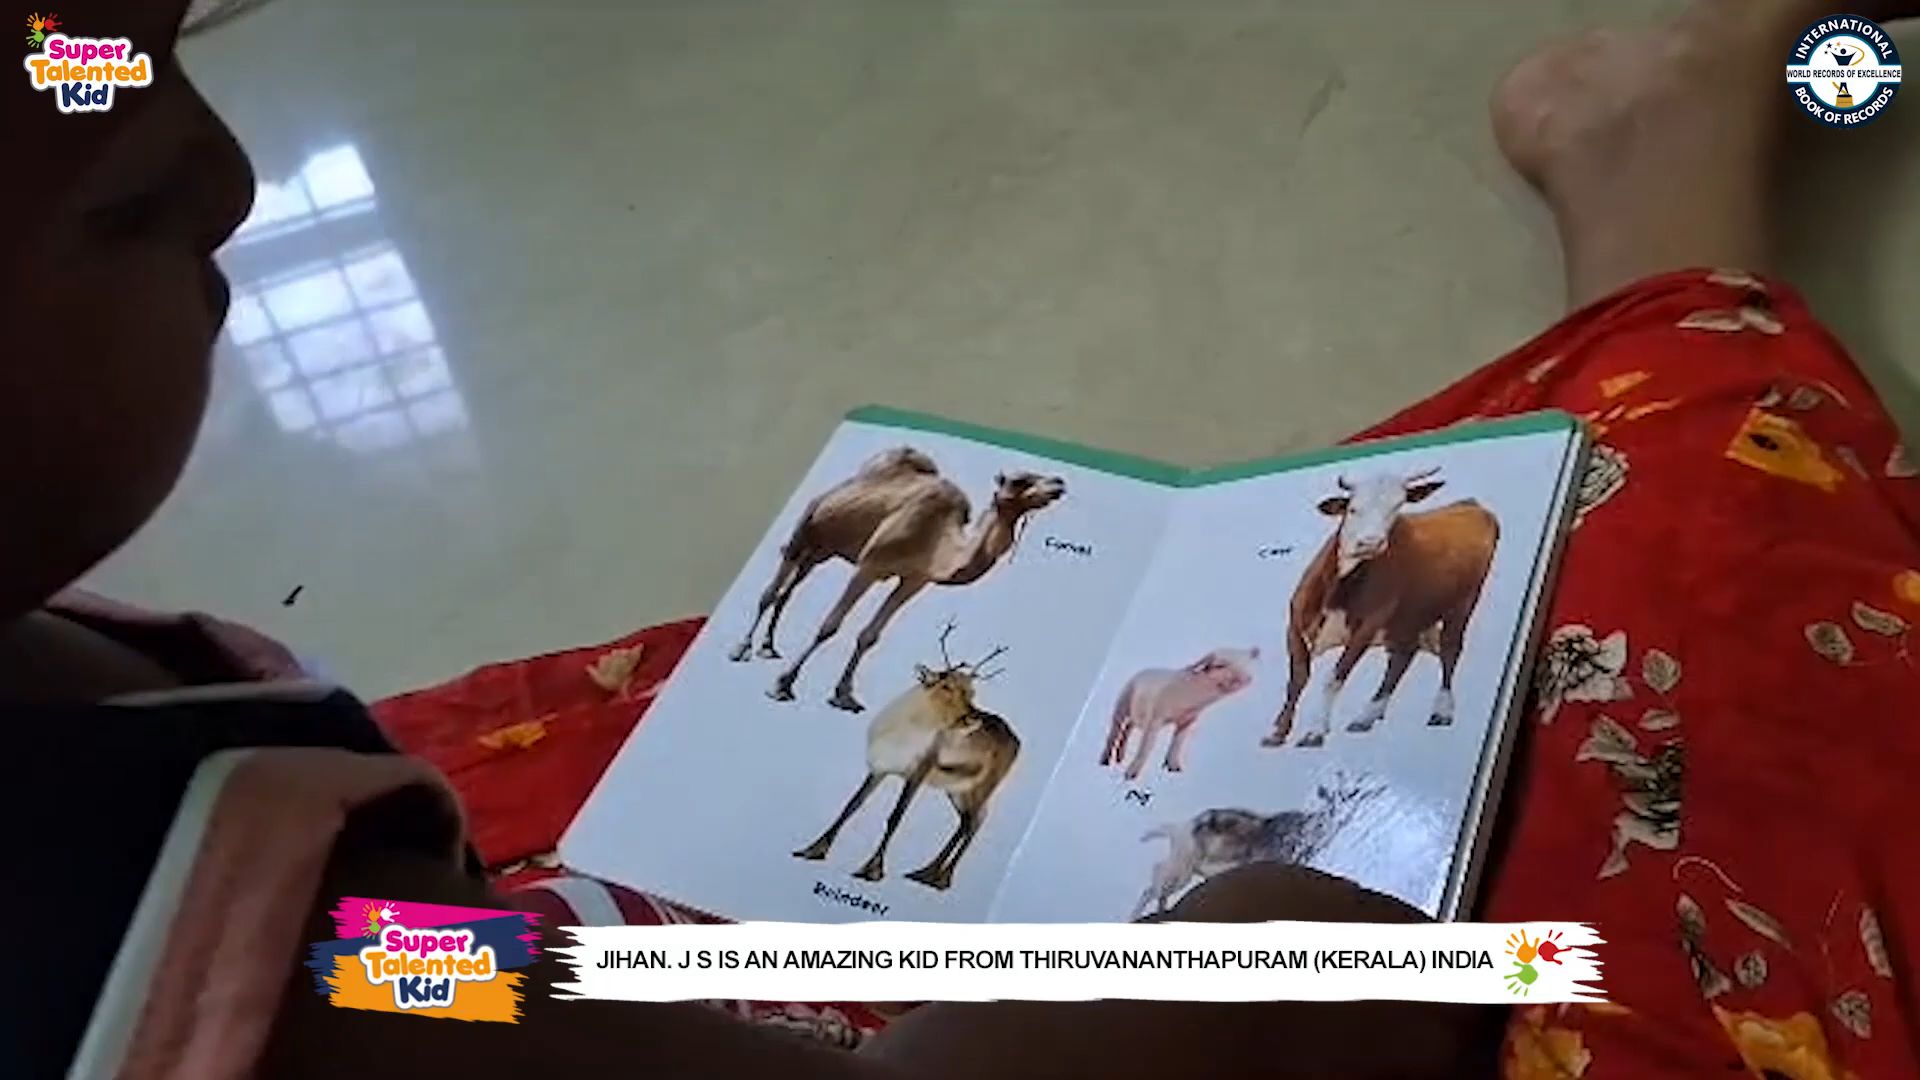 Super
Talented
Kid
INTERNATIONAL
WORLD RECORDS OF EXCELLENCE
BOOK OF RECORDS
Camel
Cow
Pig
Reindeer
Super
Talented
Kid
JIHAN. J S IS AN AMAZING KID FROM THIRUVANANTHAPURAM (KERALA) INDIA